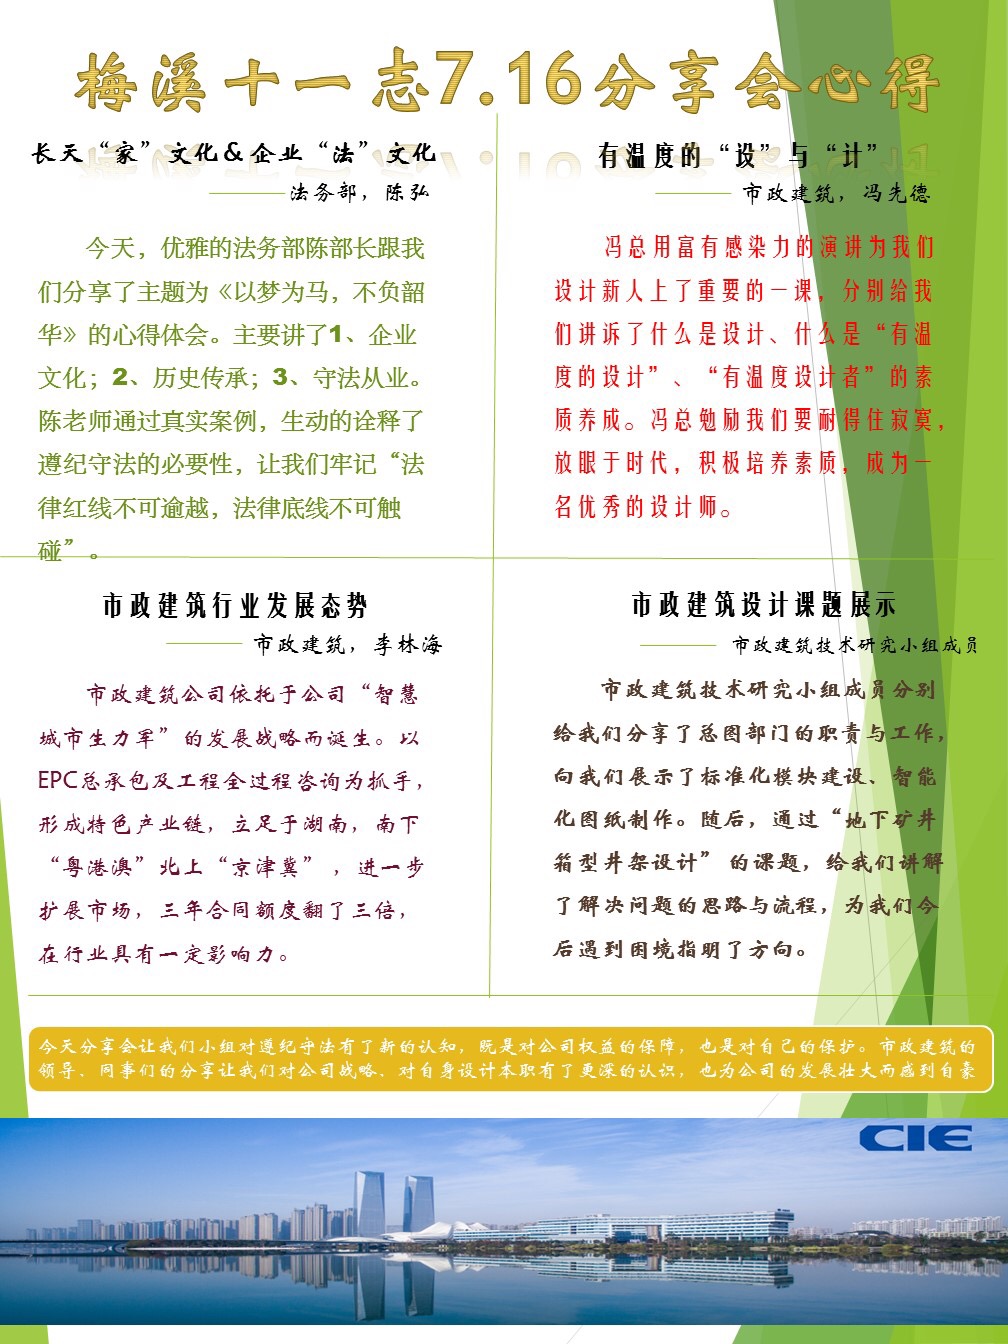 梅溪十一志7.16分享会心得
长天“家”文化＆企业“法”文化
法务部，陈弘
今天，优雅的法务部陈部长跟我
们分享了主题为《以梦为马，不负韶
华》的心得体会。主要讲了1、企业
文化；2、历史传承；3、守法从业。
陈老师通过真实案例，生动的诠释了
遵纪守法的必要性，让我们牢记“法
律红线不可逾越，法律底线不可触
碰”。
有温度的“设”与“计”
市政建筑，冯先德
冯总用富有感染力的演讲为我们
设计新人上了重要的一课，分别给我
们讲诉了什么是设计、什么是“有温
度的设计”、“有温度设计者”的素
质养成。冯总勉励我们要耐得住寂寞，
放眼于时代，积极培养素质，成为一
名优秀的设计师。
市政建筑行业发展态势
市政建筑，李林海
市政建筑公司依托于公司“智慧
城市生力军”的发展战略而诞生。以
EPC总承包及工程全过程咨询为抓手，
形成特色产业链，立足于湖南，南下
“粤港澳”北上“京津冀”，进一步
扩展市场，三年合同额度翻了三倍，
在行业具有一定影响力。
市政建筑设计课题展示
市政建筑技术研究小组成员
市政建筑技术研究小组成员分别
给我们分享了总图部门的职责与工作，
向我们展示了标准化模块建设、智能
化图纸制作。随后，通过“地下矿井
箱型井架设计”的课题，给我们讲解
了解决问题的思路与流程，为我们今
后遇到困境指明了方向。
今天分享会让我们小组对遵纪守法有了新的认知，既是对公司权益的保障，也是对自己的保护。市政建筑的
领导、同事们的分享让我们对公司战略、对自身设计本职有了更深的认识，也为公司的发展壮大而感到自豪
CIE